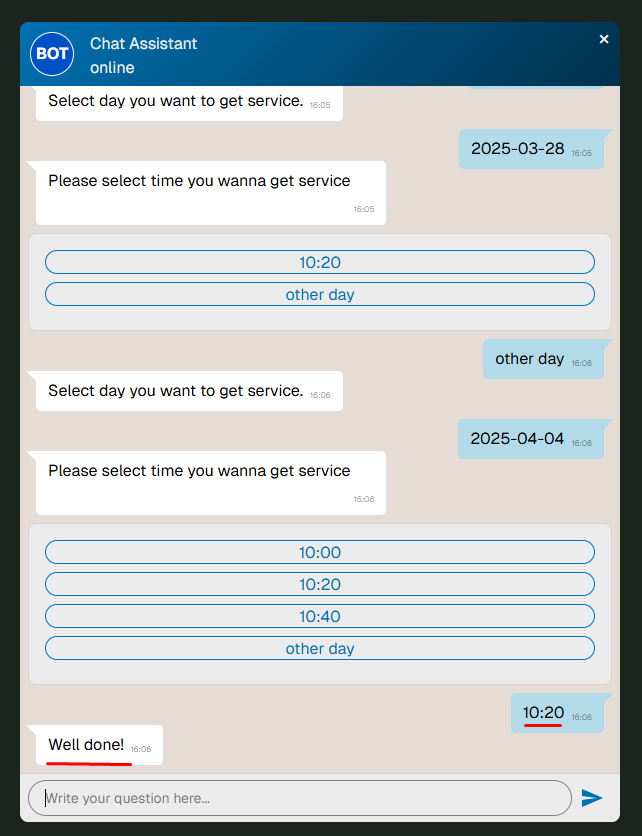 BOT
Chat Assistant
online
×
Select day you want to get service. 16:05
2025-03-28 16:05
Please select time you wanna get service
16:05
10:20
other day
other day 16:06
Select day you want to get service. 16:06
2025-04-04 16:06
Please select time you wanna get service
16:06
10:00
10:20
10:40
other day
10:20 16:06
Well done! 16:06
Write your question here...